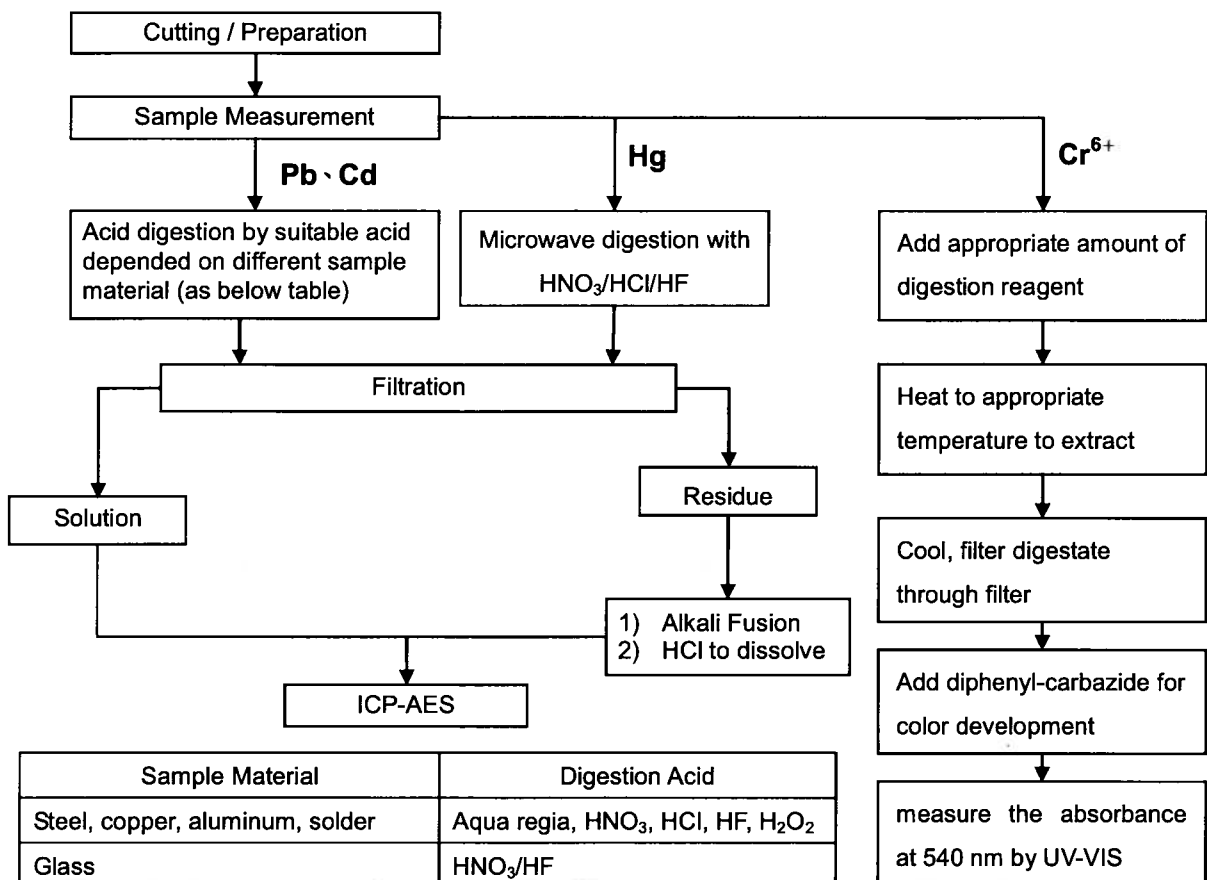 Cutting / Preparation
Sample Measurement
Pb、Cd
Hg
Cr⁶⁺
Acid digestion by suitable acid
depended on different sample
material (as below table)
Microwave digestion with
HNO₃/HCl/HF
Add appropriate amount of
digestion reagent
Filtration
Heat to appropriate
temperature to extract
Solution
Residue
Cool, filter digestate
through filter
1) Alkali Fusion
2) HCl to dissolve
ICP-AES
Add diphenyl-carbazide for
color development
measure the absorbance
at 540 nm by UV-VIS
Sample Material Digestion Acid
Steel, copper, aluminum, solder Aqua regia, HNO₃, HCl, HF, H₂O₂
Glass HNO₃/HF